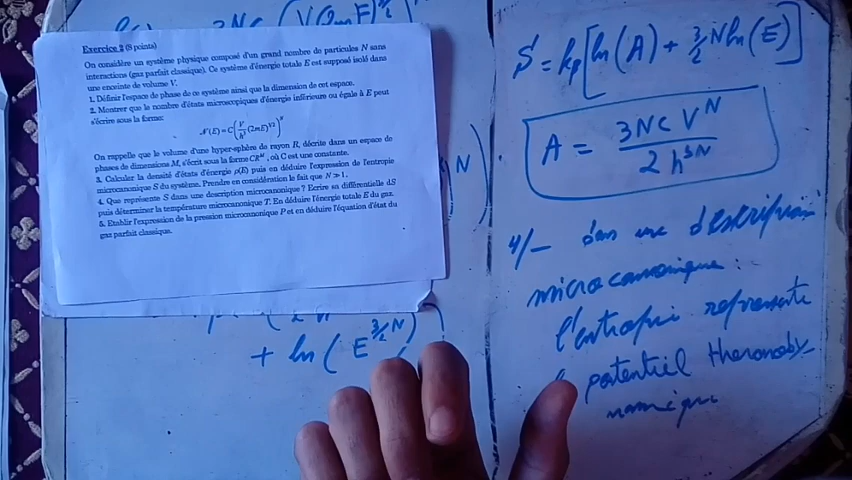 Exercice 2 (8 points)
On considère un système physique composé d'un grand nombre de particules N sans
interactions (gaz parfait classique). Ce système d'énergie totale E est supposé isolé dans
une enceinte de volume V.
1. Définir l'espace de phase de ce système ainsi que la dimension de cet espace.
2. Montrer que le nombre d'états microscopiques d'énergie inférieure ou égale à E peut
s'écrire sous la forme:
𝒩(E) = C(V/h³ (2mE)^3/2)^N
On rappelle que le volume d'une hyper-sphère de rayon R, décrite dans un espace de
phases de dimensions M, s'écrit sous la forme CR^M, où C est une constante.
3. Calculer la densité d'états d'énergie ρ(E) puis en déduire l'expression de l'entropie
microcanonique S du système. Prendre en considération le fait que N ≫ 1.
4. Que représente S dans une description microcanonique ? Ecrire sa différentielle dS
puis déterminer la température microcanonique T. En déduire l'énergie totale E du gaz.
5. Etablir l'expression de la pression microcanonique P et en déduire l'équation d'état du
gaz parfait classique.
+ ln(E^3/2 N)
S = k_B[ln(A) + 3/2 N ln(E)]
A = 3NC V^N / 2 h^3N
4/- dans une description
microcanonique :
l'entropie représente
potentiel thermody-
namique